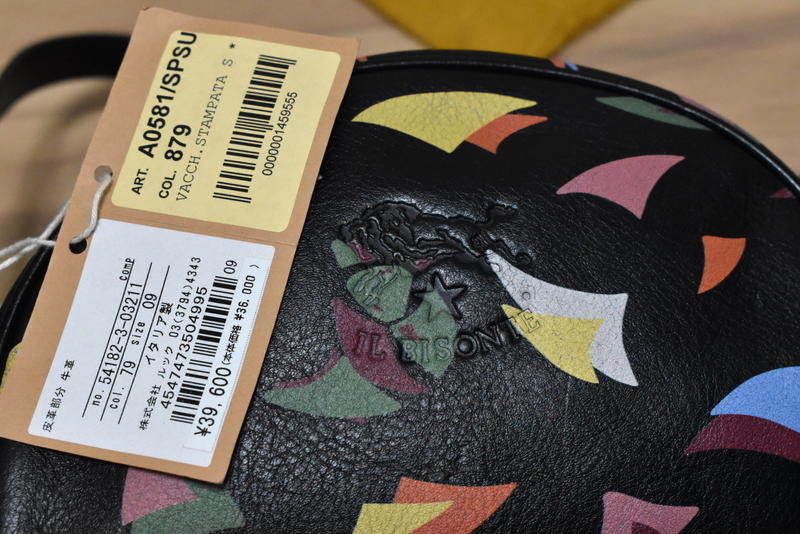 ART. A0581/SPSU
COL. 879
VACCH.STAMPATA S *
0000001459555
皮革部分 牛革
comp
no. 54182-3-03211
col. 79 size 09
イタリア製
株式会社 ルック 03(3794)4343
4547473504995
09
¥39,600(本体価格 ¥36,000)
IL BISONTE